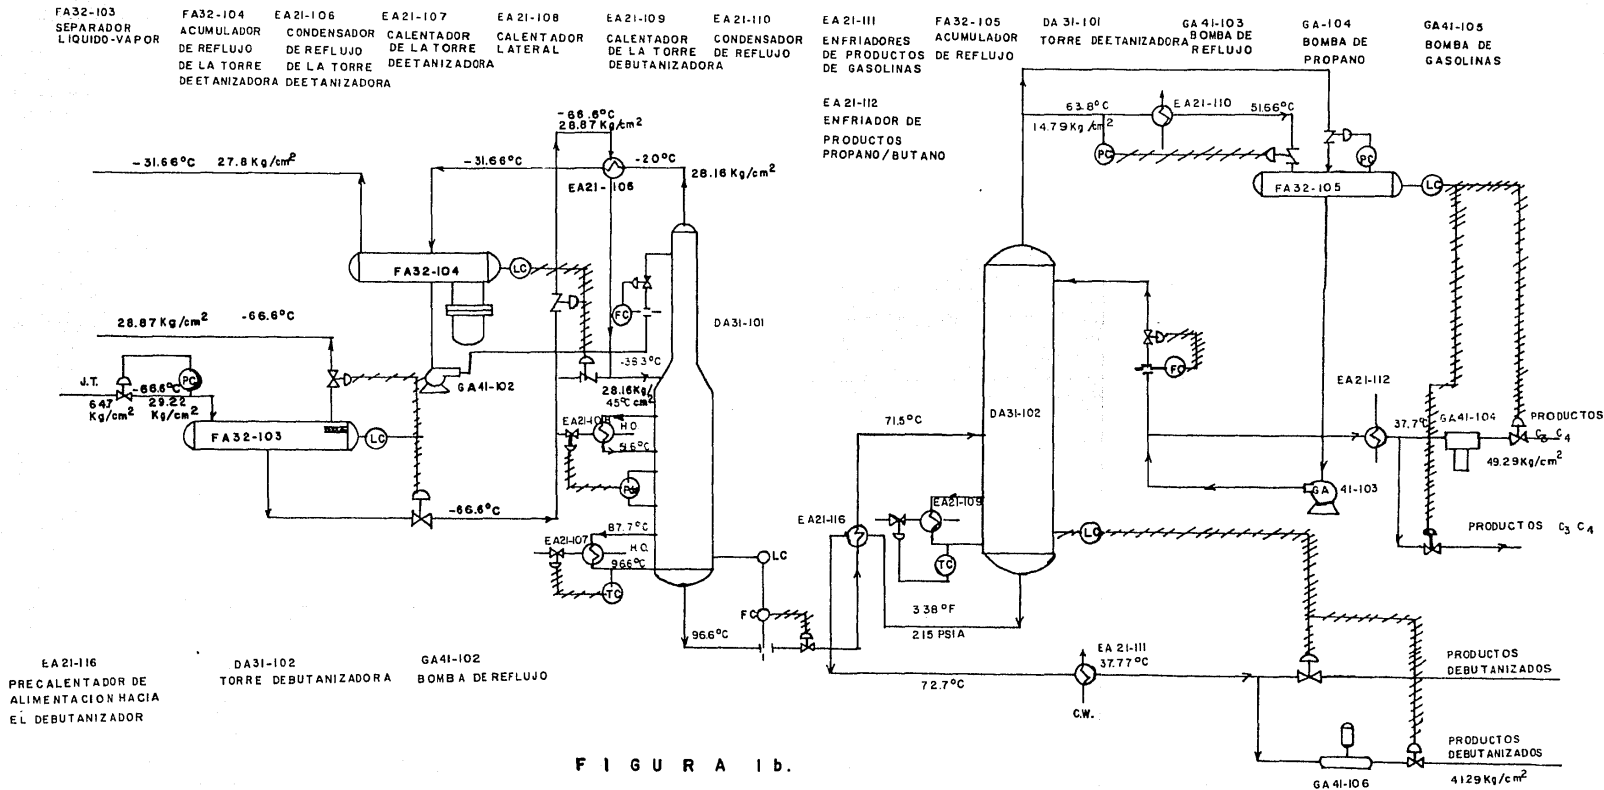 FA32-103
SEPARADOR
LIQUIDO-VAPOR
FA32-104
ACUMULADOR
DE REFLUJO
DE LA TORRE
DEETANIZADORA
EA21-106
CONDENSADOR
DE REFLUJO
DE LA TORRE
DEETANIZADORA
EA21-107
CALENTADOR
DE LA TORRE
DEETANIZADORA
EA21-108
CALENTADOR
LATERAL
EA21-109
CALENTADOR
DE LA TORRE
DEBUTANIZADORA
EA21-110
CONDENSADOR
DE REFLUJO
EA21-111
ENFRIADORES
DE PRODUCTOS
DE GASOLINAS
EA21-112
ENFRIADOR DE
PRODUCTOS
PROPANO/BUTANO
FA32-105
ACUMULADOR
DE REFLUJO
DA 31-101
TORRE DEETANIZADORA
GA41-103
BOMBA DE
REFLUJO
GA-104
BOMBA DE
PROPANO
GA41-105
BOMBA DE
GASOLINAS
-31.66°C 27.8 Kg/cm²
-31.66°C
-66.6°C
28.87 Kg/cm²
-20°C
28.16 Kg/cm²
EA21-106
FA32-104
LC
FC
DA31-101
28.87 Kg/cm² -66.6°C
J.T.
647
Kg/cm²
PC
-66.6°C
29.22
Kg/cm²
GA41-102
FA32-103
LC
-66.6°C
-38.3°C
28.16 Kg/
45°C cm²
EA21-108
H.O.
51.6°C
Pd
87.7°C
EA21-107
H.O.
96.6°C
TC
LC
FC
96.6°C
63.8°C
14.79 Kg/cm²
EA21-110
51.66°C
PC
PC
FA32-105
LC
DA31-102
FC
71.5°C
EA21-116
EA21-109
TC
LC
338°F
215 PSIA
GA 41-103
EA21-112
37.7°C
GA41-104
PRODUCTOS
C₃ C₄
49.29 Kg/cm²
PRODUCTOS C₃ C₄
EA 21-111
37.77°C
72.7°C
C.W.
PRODUCTOS
DEBUTANIZADOS
PRODUCTOS
DEBUTANIZADOS
41.29 Kg/cm²
GA41-106
EA21-116
PRECALENTADOR DE
ALIMENTACION HACIA
EL DEBUTANIZADOR
DA31-102
TORRE DEBUTANIZADORA
GA41-102
BOMBA DE REFLUJO
FIGURA 1b.